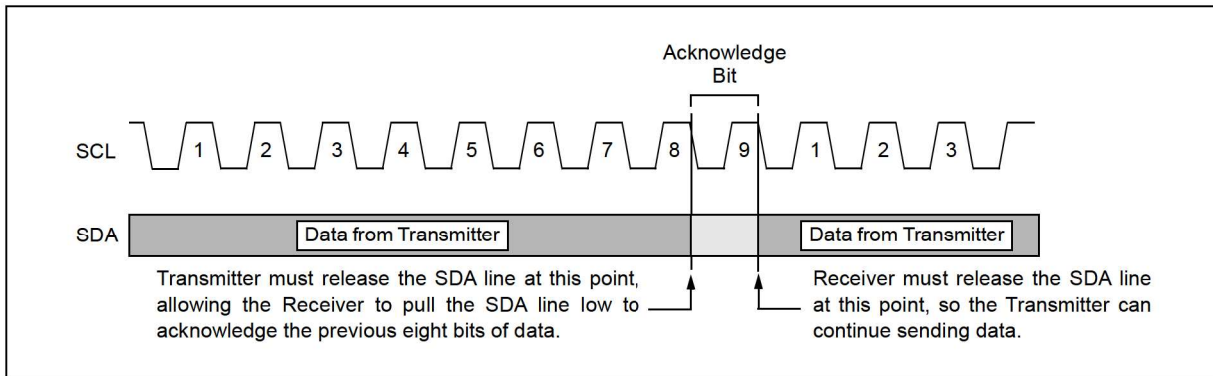 Acknowledge
Bit
SCL
1 2 3 4 5 6 7 8 9 1 2 3
SDA
Data from Transmitter
Data from Transmitter
Transmitter must release the SDA line at this point,
allowing the Receiver to pull the SDA line low to
acknowledge the previous eight bits of data.
Receiver must release the SDA line
at this point, so the Transmitter can
continue sending data.